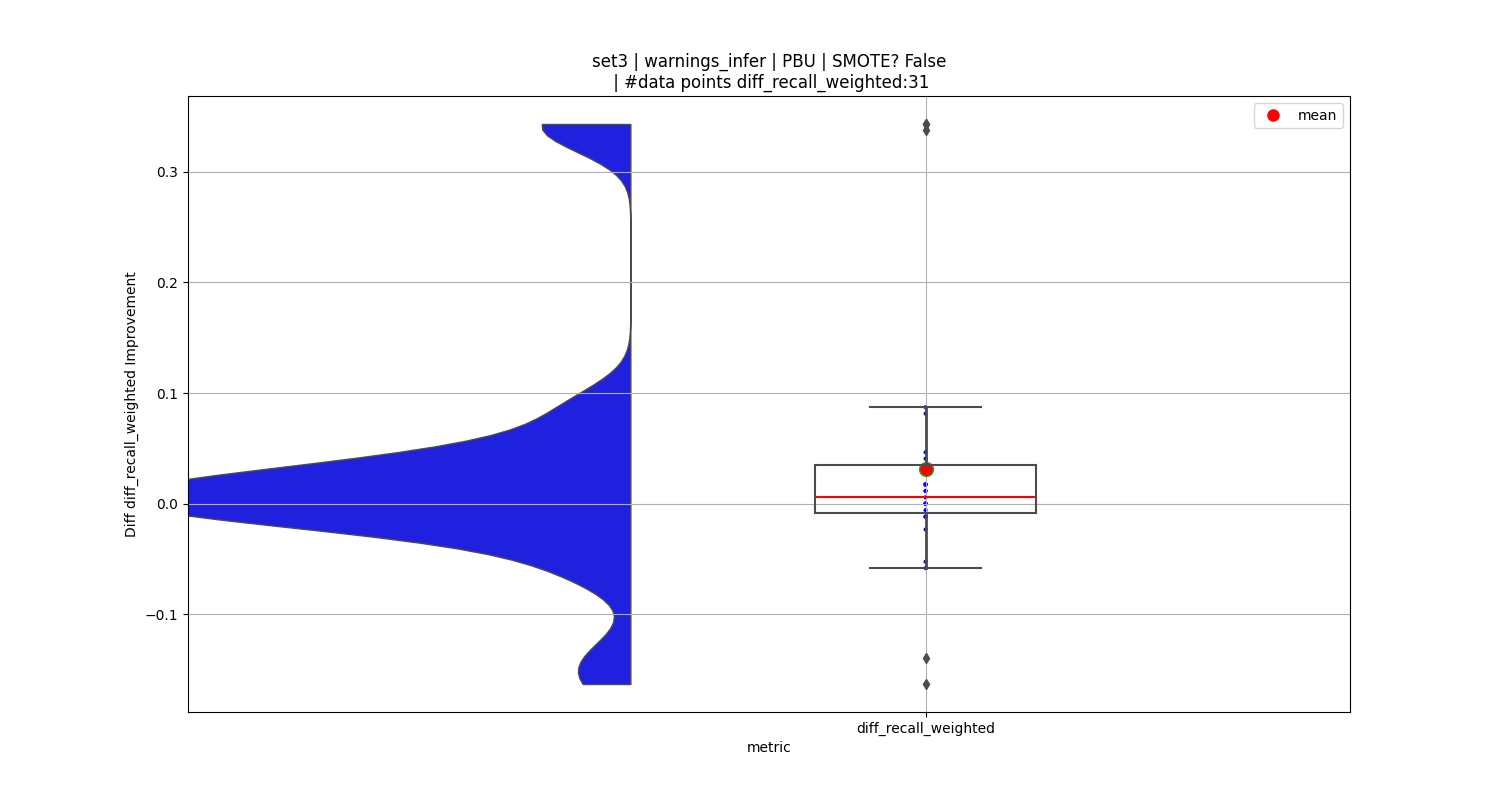 set3 | warnings_infer | PBU | SMOTE? False
| #data points diff_recall_weighted:31
mean
0.3
0.2
0.1
0.0
−0.1
Diff diff_recall_weighted Improvement
diff_recall_weighted
metric